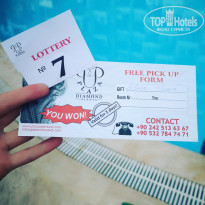 TOP Hotels
LOTTERY
№ 7
FREE PICK UP
FORM
GIFT
Room №
DIAMOND
YOU WON!
CONTACT
+90 242 513 63 67
+90 532 784 74 71